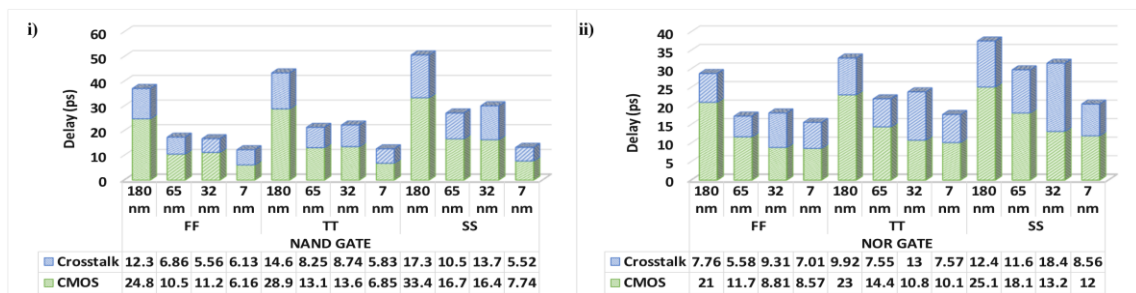 i)
Delay (ps)
60
50
40
30
20
10
0
180 nm 65 nm 32 nm 7 nm 180 nm 65 nm 32 nm 7 nm 180 nm 65 nm 32 nm 7 nm
FF TT SS
NAND GATE
Crosstalk 12.3 6.86 5.56 6.13 14.6 8.25 8.74 5.83 17.3 10.5 13.7 5.52
CMOS 24.8 10.5 11.2 6.16 28.9 13.1 13.6 6.85 33.4 16.7 16.4 7.74
ii)
Delay (ps)
40
35
30
25
20
15
10
5
0
180 nm 65 nm 32 nm 7 nm 180 nm 65 nm 32 nm 7 nm 180 nm 65 nm 32 nm 7 nm
FF TT SS
NOR GATE
Crosstalk 7.76 5.58 9.31 7.01 9.92 7.55 13 7.57 12.4 11.6 18.4 8.56
CMOS 21 11.7 8.81 8.57 23 14.4 10.8 10.1 25.1 18.1 13.2 12